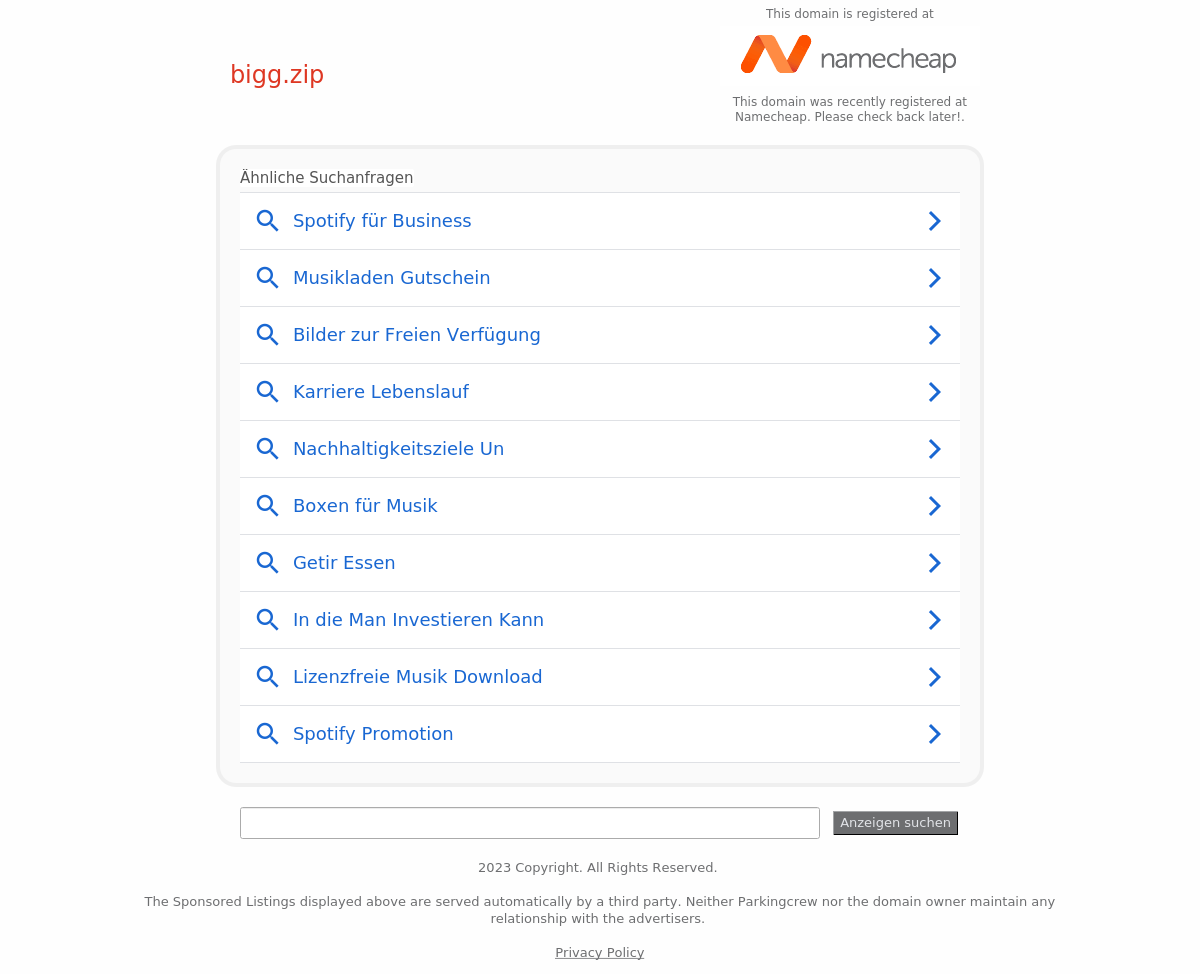 This domain is registered at
namecheap
bigg.zip
This domain was recently registered at
Namecheap. Please check back later!.
Ähnliche Suchanfragen
Spotify für Business
Musikladen Gutschein
Bilder zur Freien Verfügung
Karriere Lebenslauf
Nachhaltigkeitsziele Un
Boxen für Musik
Getir Essen
In die Man Investieren Kann
Lizenzfreie Musik Download
Spotify Promotion
Anzeigen suchen
2023 Copyright. All Rights Reserved.
The Sponsored Listings displayed above are served automatically by a third party. Neither Parkingcrew nor the domain owner maintain any
relationship with the advertisers.
Privacy Policy